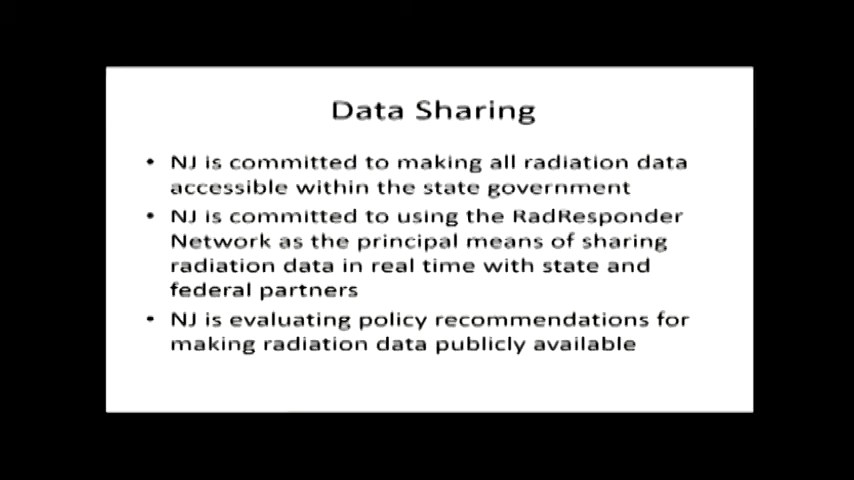 Data Sharing
• NJ is committed to making all radiation data
accessible within the state government
• NJ is committed to using the RadResponder
Network as the principal means of sharing
radiation data in real time with state and
federal partners
• NJ is evaluating policy recommendations for
making radiation data publicly available